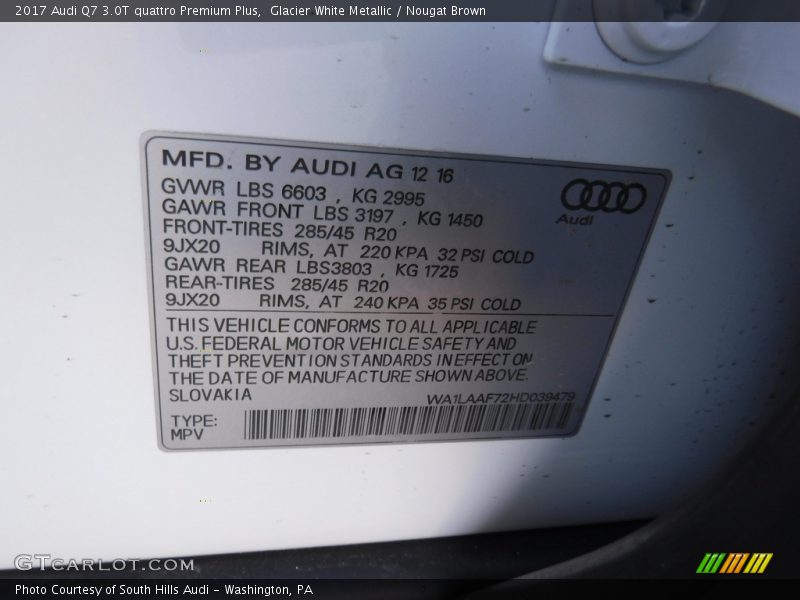 2017 Audi Q7 3.0T quattro Premium Plus,  Glacier White Metallic / Nougat Brown
MFD. BY AUDI AG 12 16
GVWR LBS 6603 , KG 2995
GAWR FRONT LBS 3197 , KG 1450
FRONT-TIRES 285/45 R20
9JX20 RIMS, AT 220 KPA 32 PSI COLD
GAWR REAR LBS3803 , KG 1725
REAR-TIRES 285/45 R20
9JX20 RIMS, AT 240 KPA 35 PSI COLD
Audi
THIS VEHICLE CONFORMS TO ALL APPLICABLE
U.S. FEDERAL MOTOR VEHICLE SAFETY AND
THEFT PREVENTION STANDARDS IN EFFECT ON
THE DATE OF MANUFACTURE SHOWN ABOVE.
SLOVAKIA WA1LAAF72HD039479
TYPE:
MPV
GTcarlot.com
Photo Courtesy of South Hills Audi - Washington, PA